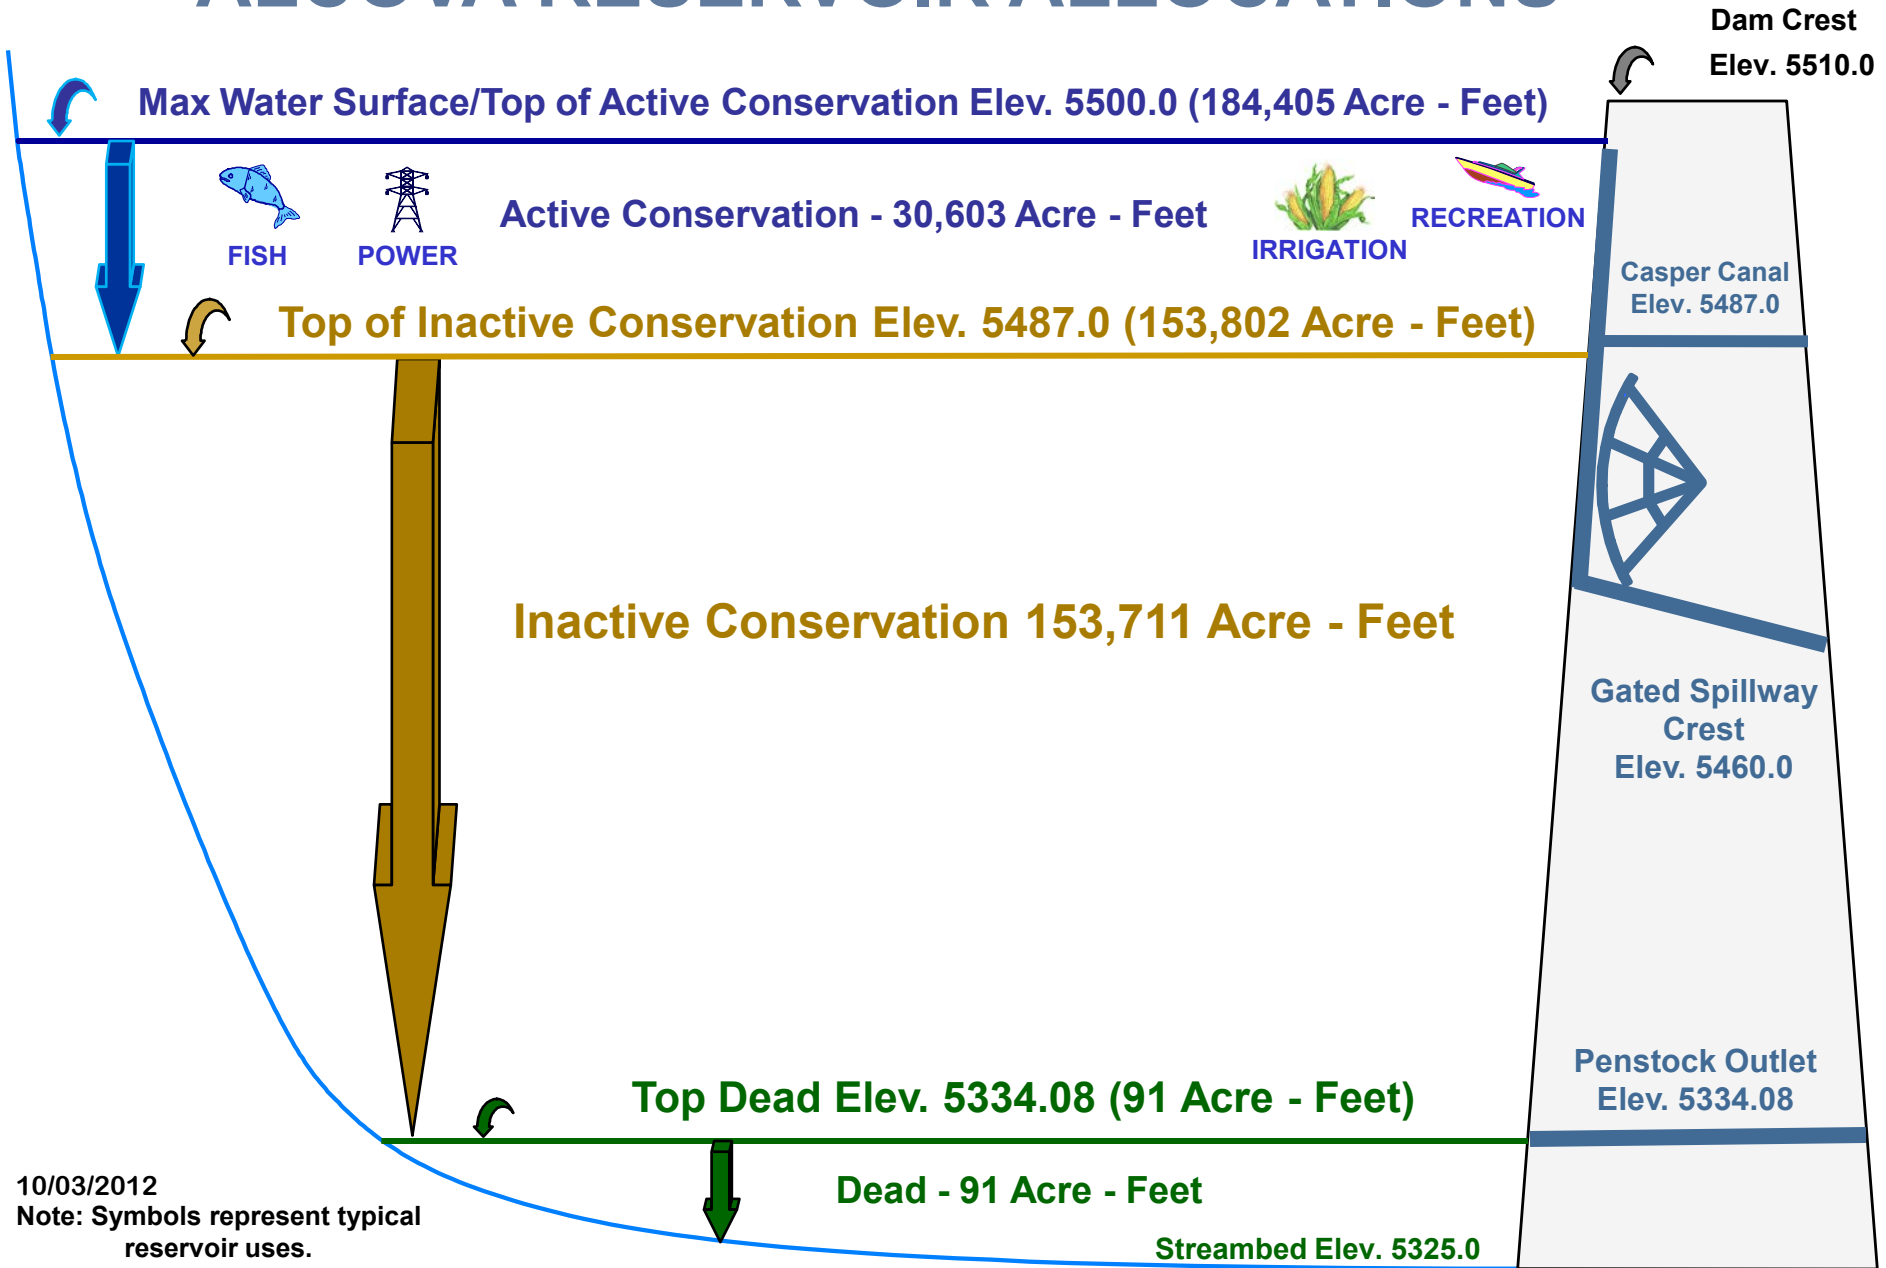 ALCOVA RESERVOIR ALLOCATIONS
Dam Crest
Elev. 5510.0
Max Water Surface/Top of Active Conservation Elev. 5500.0 (184,405 Acre - Feet)
FISH
POWER
Active Conservation - 30,603 Acre - Feet
IRRIGATION
RECREATION
Casper Canal
Elev. 5487.0
Top of Inactive Conservation Elev. 5487.0 (153,802 Acre - Feet)
Inactive Conservation 153,711 Acre - Feet
Gated Spillway
Crest
Elev. 5460.0
Penstock Outlet
Elev. 5334.08
Top Dead Elev. 5334.08 (91 Acre - Feet)
Dead - 91 Acre - Feet
Streambed Elev. 5325.0
10/03/2012
Note: Symbols represent typical
reservoir uses.